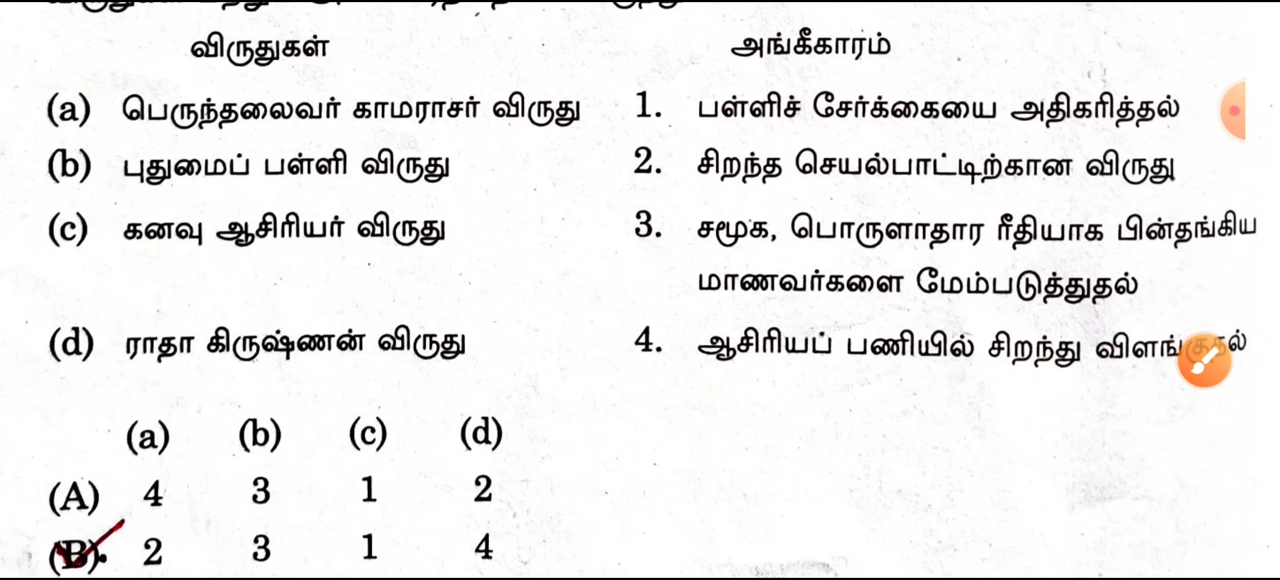 விருதுகள் அங்கீகாரம்
(a) பெருந்தலைவர் காமராசர் விருது 1. பள்ளிச் சேர்க்கையை அதிகரித்தல்
(b) புதுமைப் பள்ளி விருது 2. சிறந்த செயல்பாட்டிற்கான விருது
(c) கனவு ஆசிரியர் விருது 3. சமூக, பொருளாதார ரீதியாக பின்தங்கிய
மாணவர்களை மேம்படுத்துதல்
(d) ராதா கிருஷ்ணன் விருது 4. ஆசிரியப் பணியில் சிறந்து
(a) (b) (c) (d)
(A) 4 3 1 2
(B) 2 3 1 4